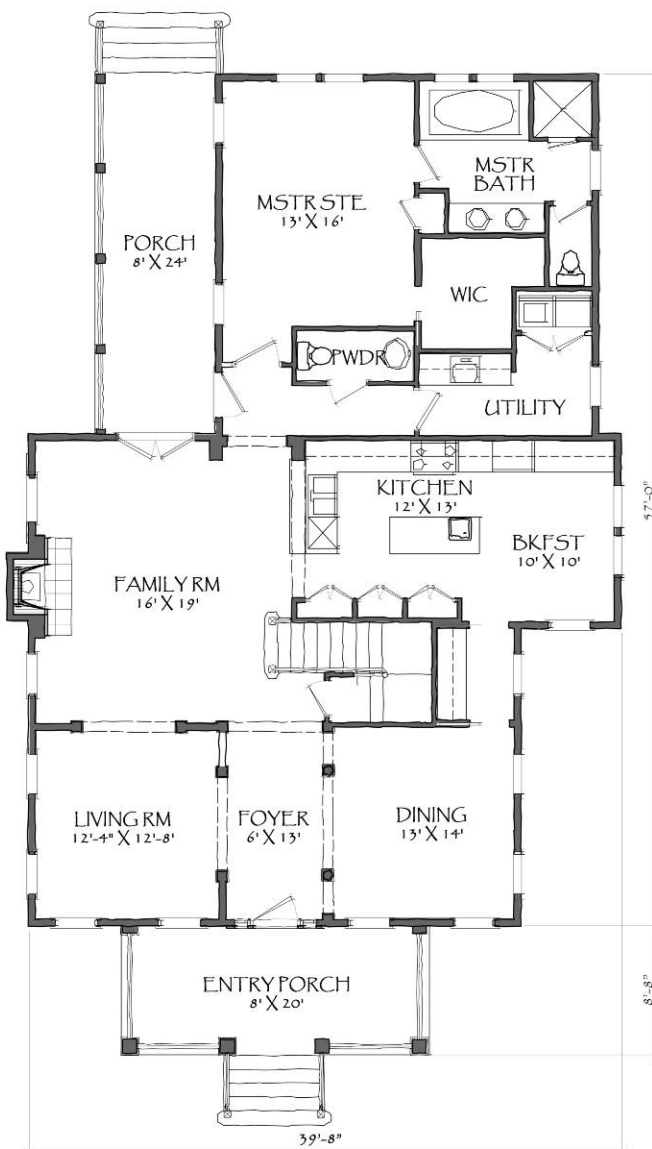 MSTR
BATH
MSTR STE
13' X 16'
PORCH
8' X 24'
WIC
PWDR
UTILITY
KITCHEN
12' X 13'
57'-0"
BKFST
10' X 10'
FAMILY RM
16' X 19'
LIVING RM
12'-4" X 12'-8'
FOYER
6' X 13'
DINING
13' X 14'
ENTRY PORCH
8' X 20'
8'-8"
39'-8"